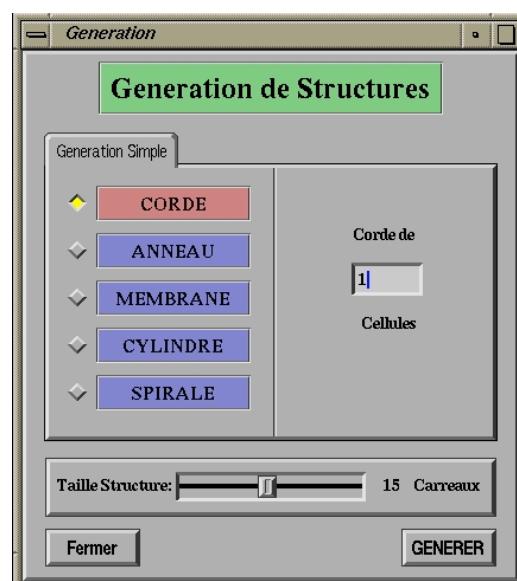 Generation
Generation de Structures
Generation Simple
CORDE
ANNEAU
MEMBRANE
CYLINDRE
SPIRALE
Corde de
1
Cellules
Taille Structure: 15 Carreaux
Fermer
GENERER